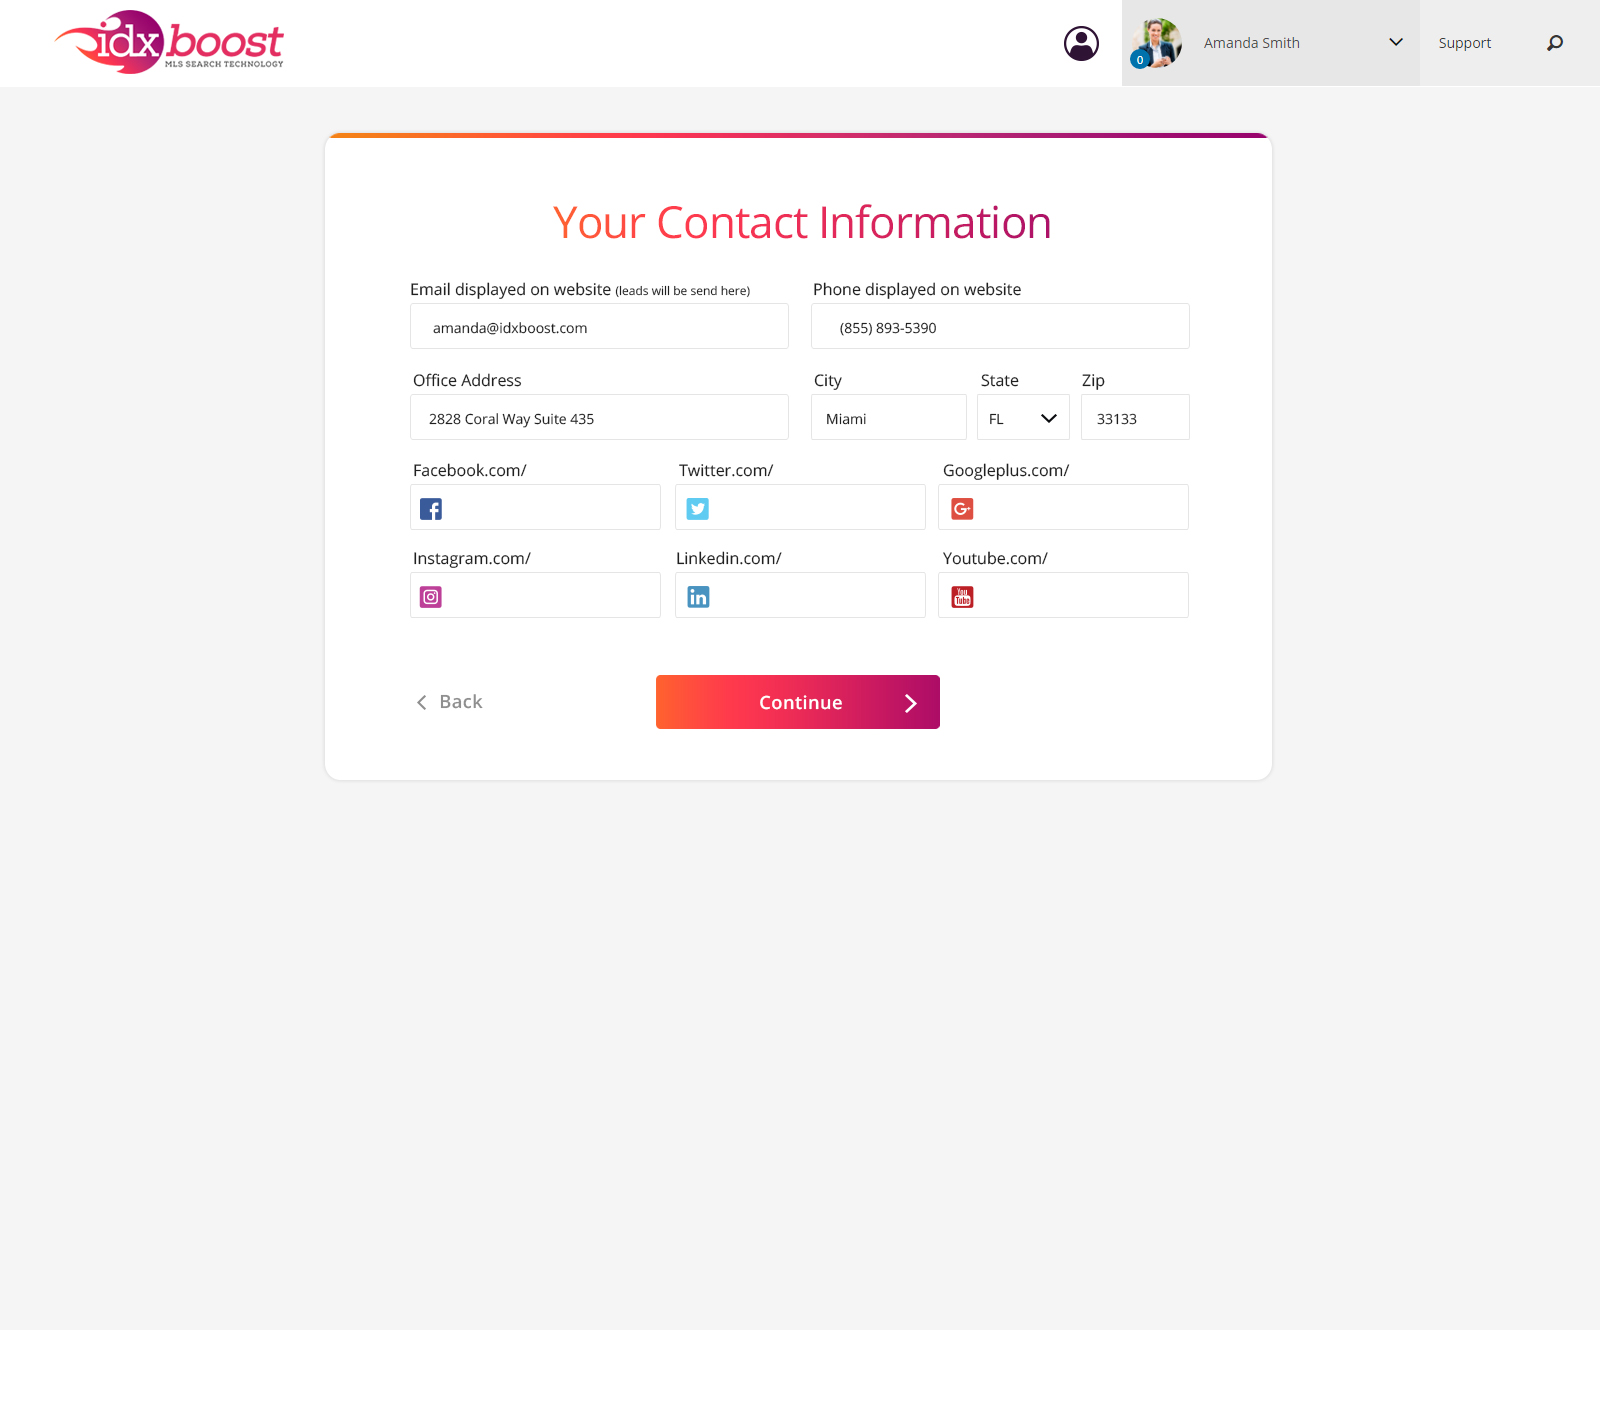 idxboost
MLS SEARCH TECHNOLOGY
0
Amanda Smith
Support
Your Contact Information
Email displayed on website (leads will be send here)
Phone displayed on website
amanda@idxboost.com
(855) 893-5390
Office Address
City
State
Zip
2828 Coral Way Suite 435
Miami
FL
33133
Facebook.com/
Twitter.com/
Googleplus.com/
f
G+
Instagram.com/
Linkedin.com/
Youtube.com/
in
You
Tube
Back
Continue